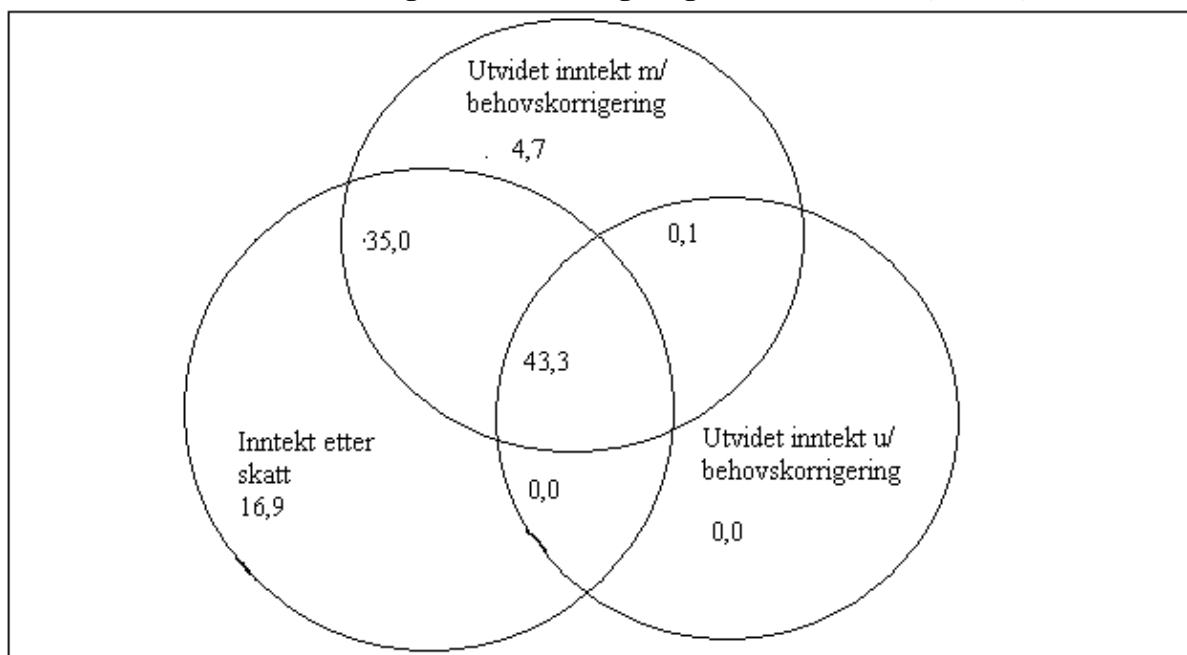 Utvidet inntekt m/
behovskorrigering
4,7
35,0
0,1
43,3
Inntekt etter
skatt
16,9
0,0
Utvidet inntekt u/
behovskorrigering
0,0